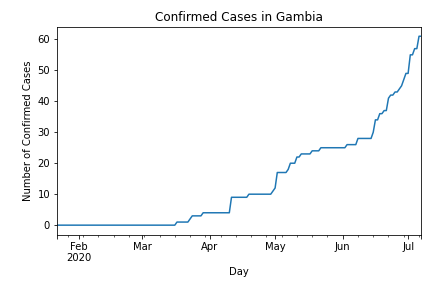 Confirmed Cases in Gambia
Number of Confirmed Cases
60
50
40
30
20
10
0
Feb Mar Apr May Jun Jul
2020
Day